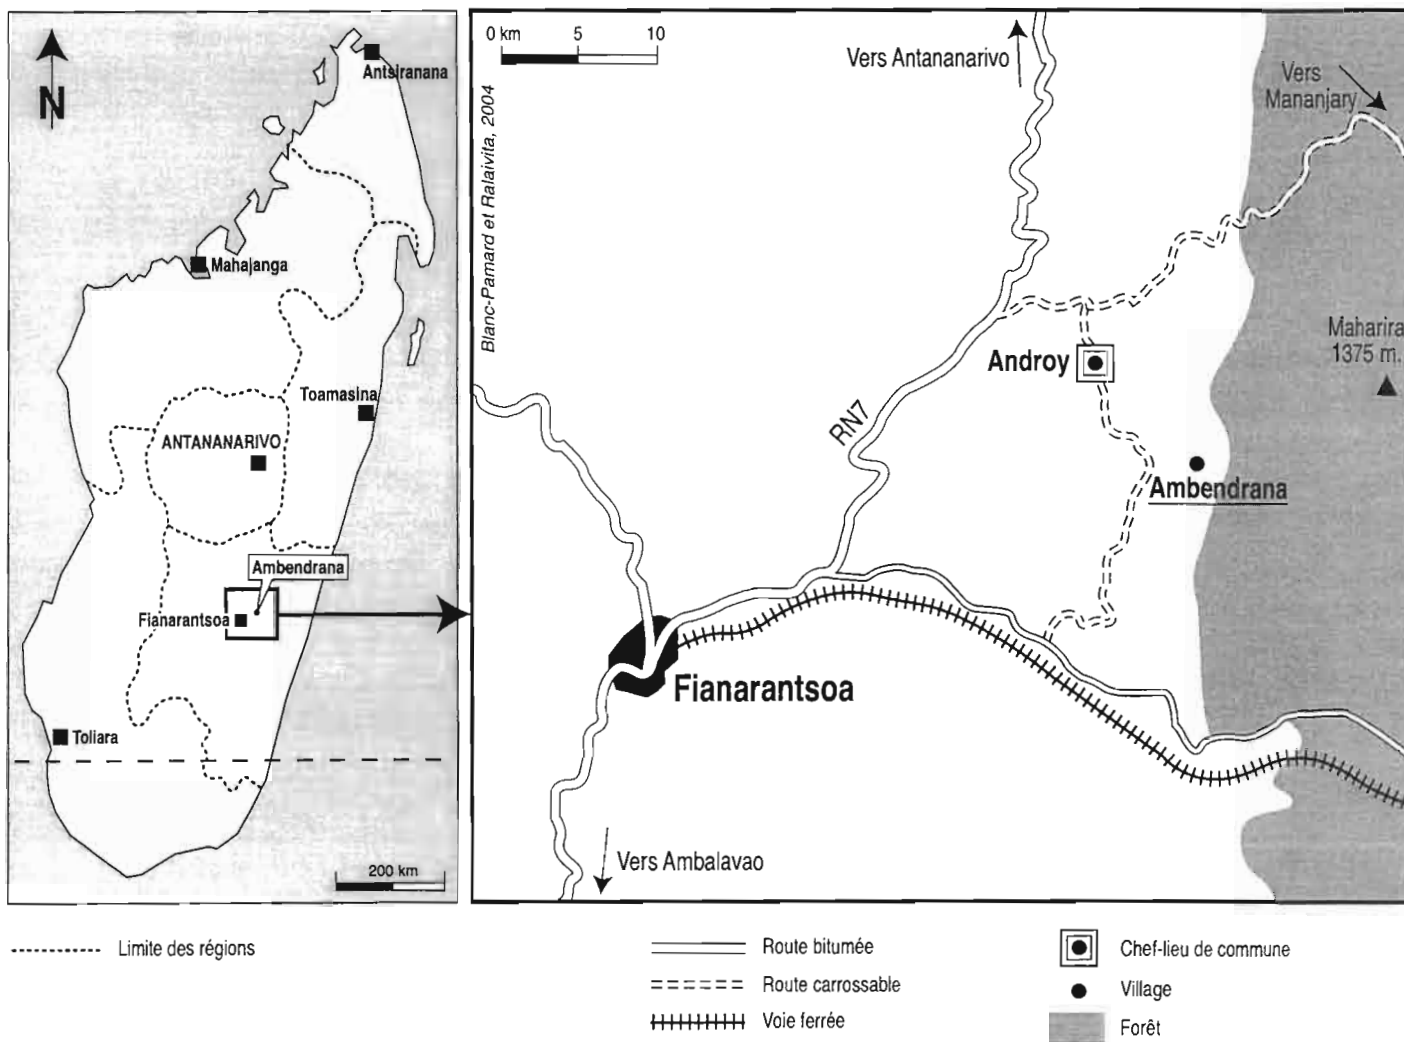 N
Antsiranana
Mahajanga
Toamasina
ANTANANARIVO
Ambendrana
Fianarantsoa
Toliara
200 km
0 km 5 10
Blanc-Pamard et Ralaivita, 2004
Vers Antananarivo
Vers
Mananjary
Maharira
1375 m.
Androy
RN7
Ambendrana
Fianarantsoa
Vers Ambalavao
Limite des régions
Route bitumée
Route carrossable
Voie ferrée
Chef-lieu de commune
Village
Forêt